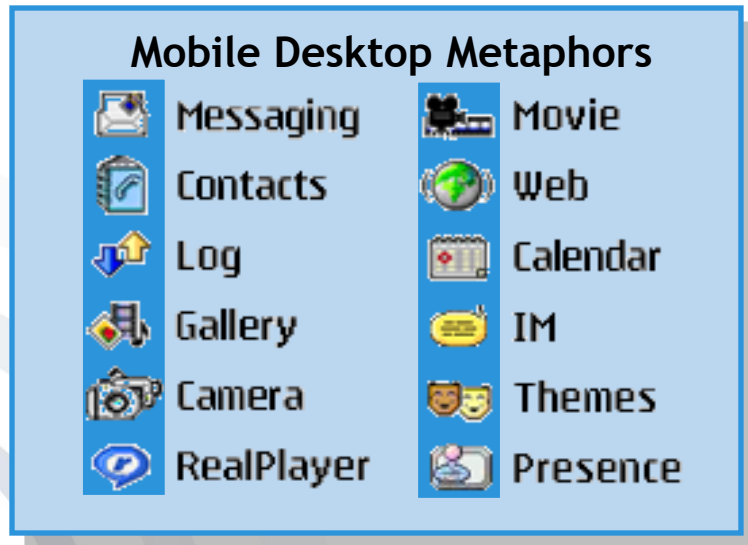 Mobile Desktop Metaphors
Messaging
Contacts
Log
Gallery
Camera
RealPlayer
Movie
Web
Calendar
IM
Themes
Presence